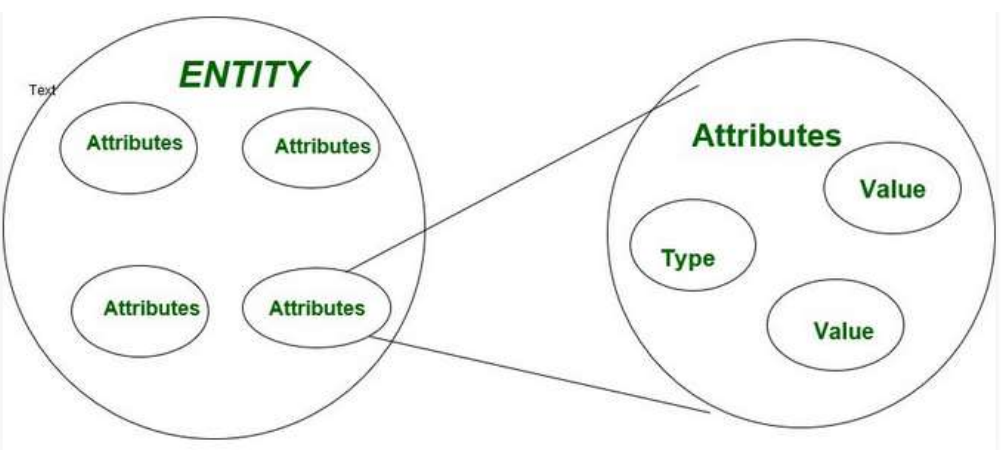 ENTITY
Text
Attributes
Attributes
Attributes
Attributes
Attributes
Value
Type
Value